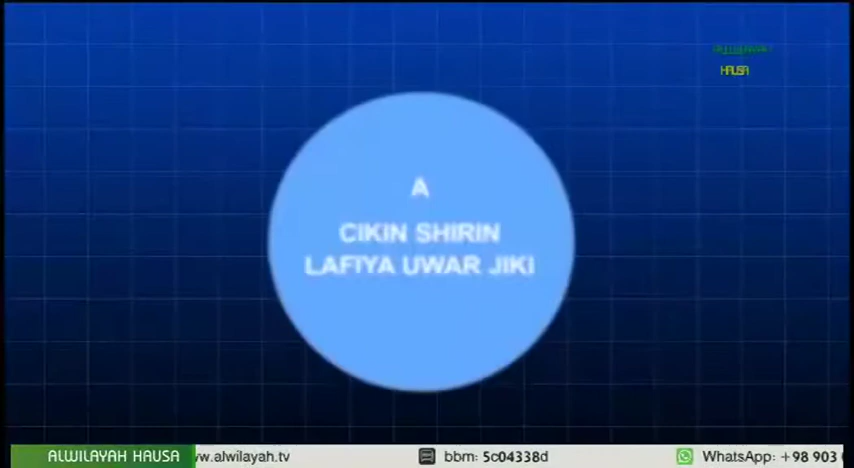 HAUSA
A
CIKIN SHIRIN
LAFIYA UWAR JIKI
ALWILAYAH HAUSA
w.alwilayah.tv
bbm: 5c04338d
WhatsApp: +98 903